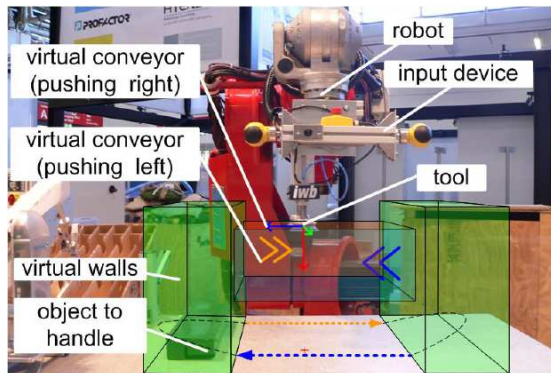 PROFACTOR
virtual conveyor
(pushing right)
virtual conveyor
(pushing left)
virtual walls
object to
handle
robot
input device
tool
iwb